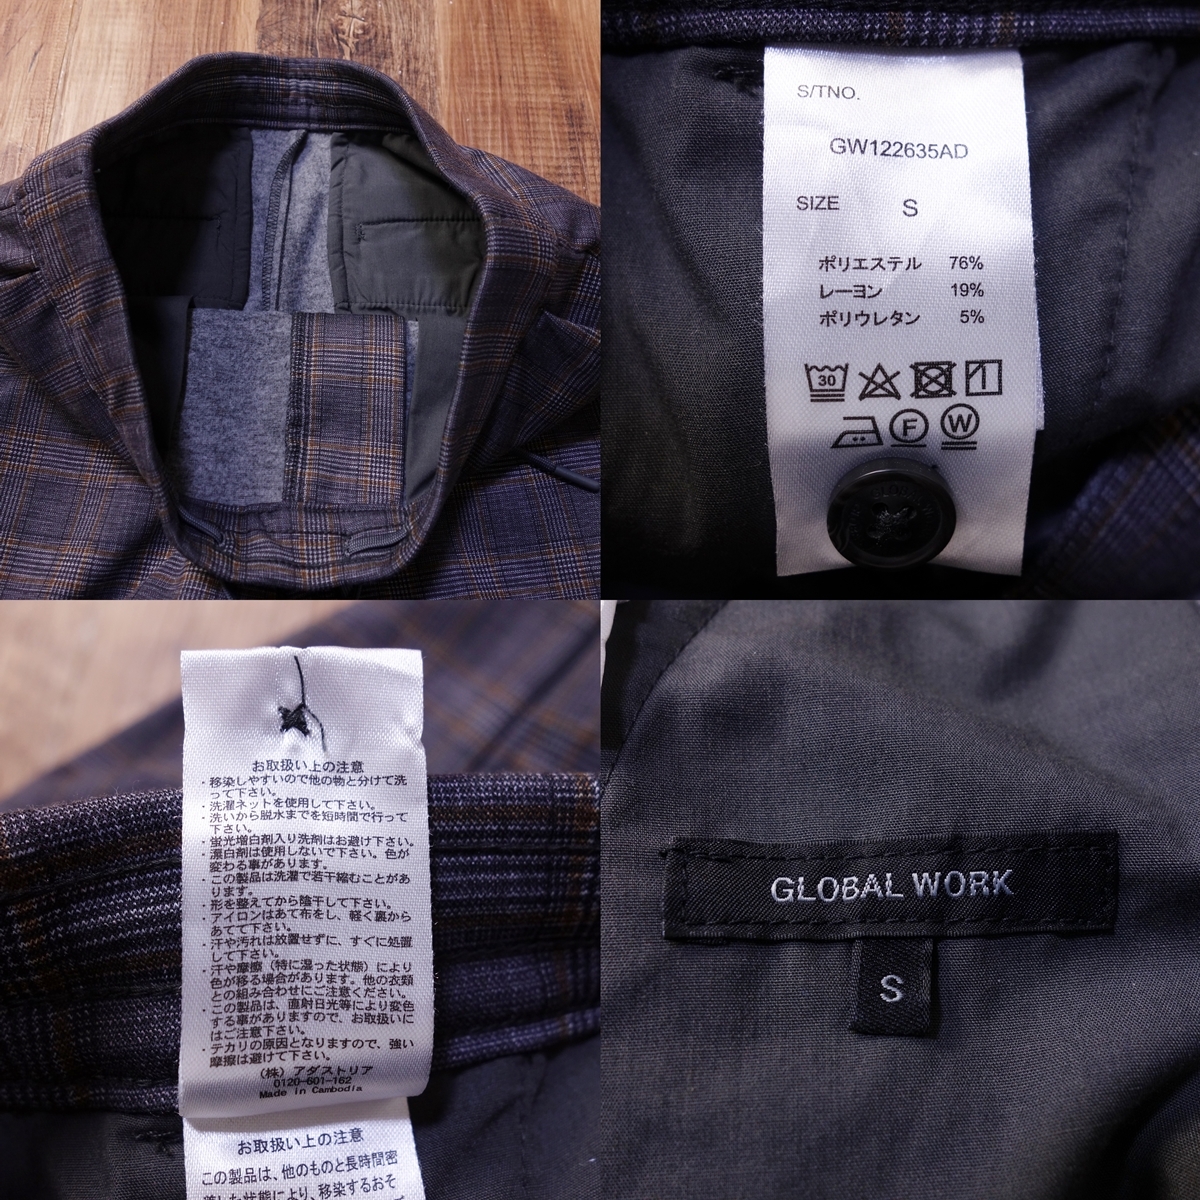 S/TNO.
GW122635AD
SIZE S
ポリエステル 76%
レーヨン 19%
ポリウレタン 5%
30
F W
お取扱い上の注意
・移染しやすいので他の物と分けて洗
って下さい。
・洗濯ネットを使用して下さい。
・洗いから脱水までを短時間で行って
下さい。
・蛍光増白剤入り洗剤はお避け下さい。
・漂白剤は使用しないで下さい。色が
変わる事があります。
・この製品は洗濯で若干縮むことがあ
ります。
・形を整えてから陰干して下さい。
・アイロンはあて布をし、軽く裏から
あてて下さい。
・汗や汚れは放置せずに、すぐに処置
して下さい。
・汗や摩擦（特に湿った状態）により
色が移る場合があります。他の衣類
との組み合わせにご注意ください。
・この製品は、直射日光等により変色
する事がありますので、お取扱いに
はご注意下さい。
・テカリの原因となりますので、強い
摩擦は避けて下さい。
（株）アダストリア
0120-601-162
Made in Cambodia
お取扱い上の注意
この製品は、他のものと長時間密
着した状態により、移染するおそ
GLOBAL WORK
S